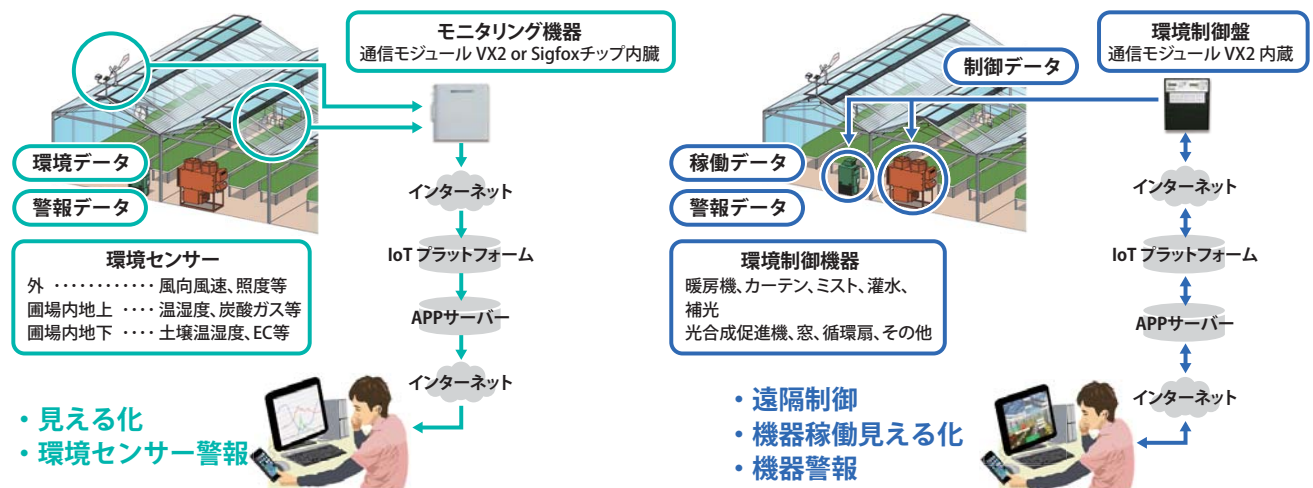 モニタリング機器
通信モジュール VX2 or Sigfoxチップ内臓
環境データ
警報データ
環境センサー
外 ‥‥‥‥‥‥ 風向風速、照度等
圃場内地上 ‥‥ 温湿度、炭酸ガス等
圃場内地下 ‥‥ 土壌温湿度、EC等
インターネット
IoT プラットフォーム
APPサーバー
インターネット
・見える化
・環境センサー警報
環境制御盤
通信モジュール VX2 内蔵
制御データ
稼働データ
警報データ
環境制御機器
暖房機、カーテン、ミスト、灌水、
補光
光合成促進機、窓、循環扇、その他
インターネット
IoT プラットフォーム
APPサーバー
インターネット
・遠隔制御
・機器稼働見える化
・機器警報